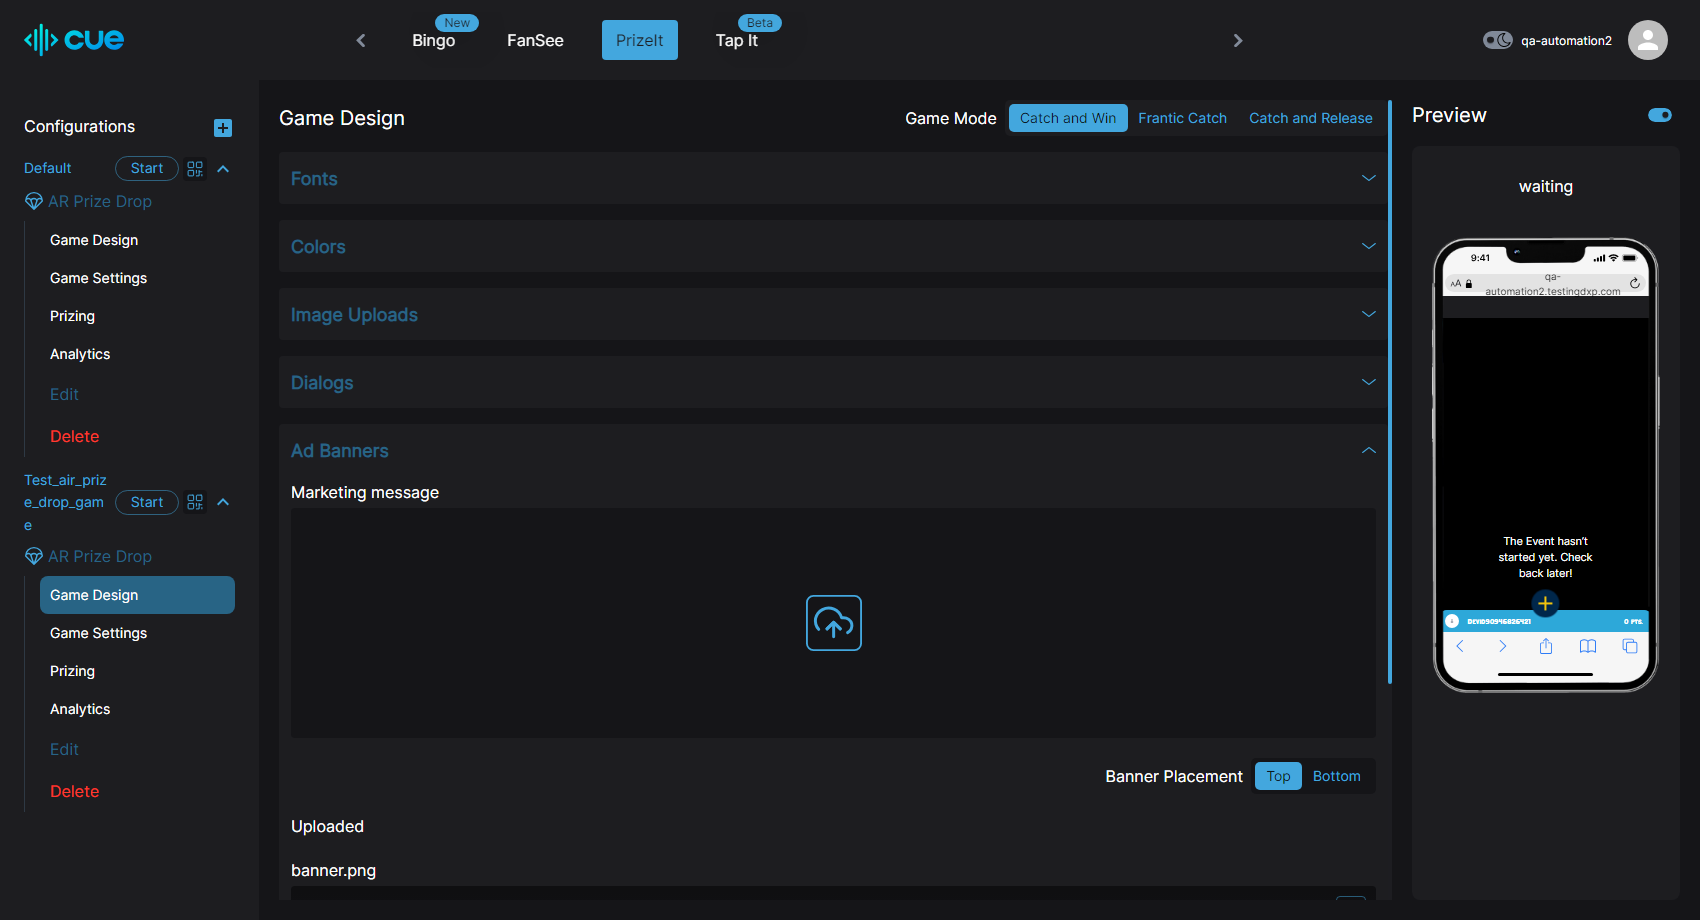 cue
New
Bingo
FanSee
PrizeIt
Beta
Tap It
qa-automation2
Configurations
Default
Start
AR Prize Drop
Game Design
Game Settings
Prizing
Analytics
Edit
Delete
Test_air_priz
e_drop_gam
e
Start
AR Prize Drop
Game Design
Game Settings
Prizing
Analytics
Edit
Delete
Game Design
Game Mode
Catch and Win
Frantic Catch
Catch and Release
Fonts
Colors
Image Uploads
Dialogs
Ad Banners
Marketing message
Banner Placement
Top
Bottom
Uploaded
banner.png
Preview
waiting
9:41
AA
qa-
automation2.testingdxp.com
The Event hasn't
started yet. Check
back later!
0 PTS.